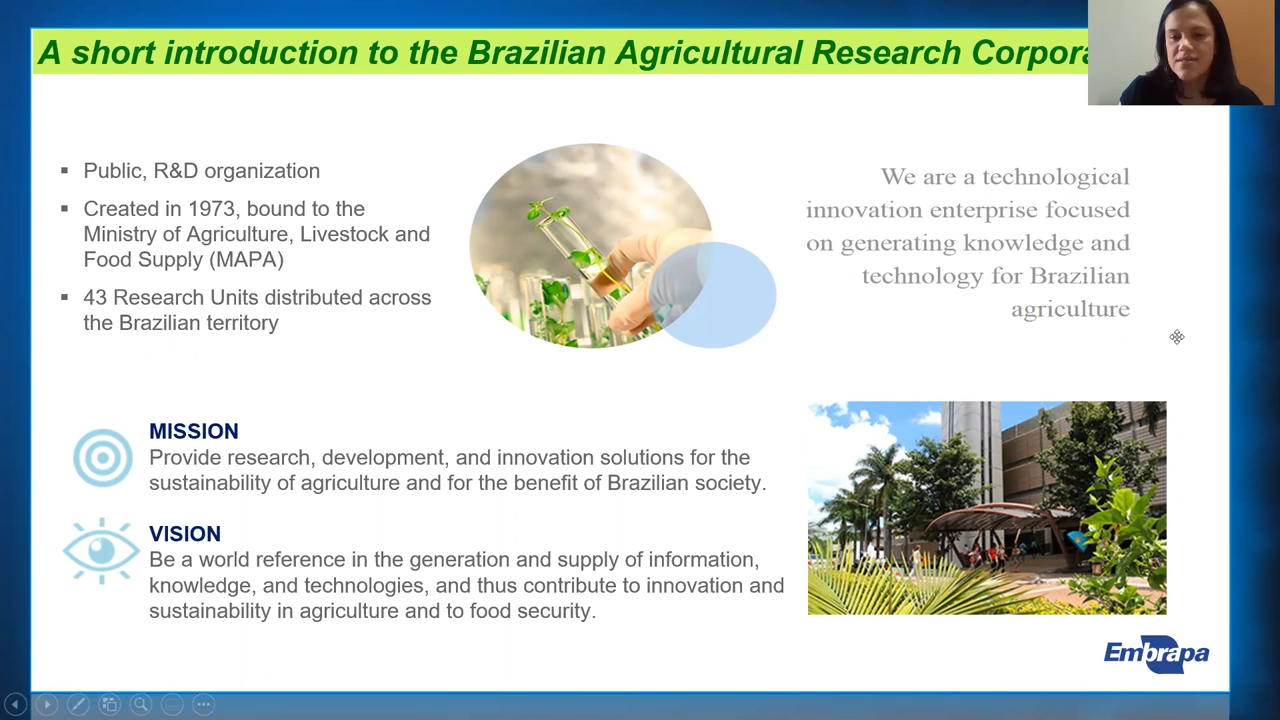 A short introduction to the Brazilian Agricultural Research Corpora
▪ Public, R&D organization
▪ Created in 1973, bound to the
Ministry of Agriculture, Livestock and
Food Supply (MAPA)
▪ 43 Research Units distributed across
the Brazilian territory
We are a technological
innovation enterprise focused
on generating knowledge and
technology for Brazilian
agriculture
MISSION
Provide research, development, and innovation solutions for the
sustainability of agriculture and for the benefit of Brazilian society.
VISION
Be a world reference in the generation and supply of information,
knowledge, and technologies, and thus contribute to innovation and
sustainability in agriculture and to food security.
Embrapa